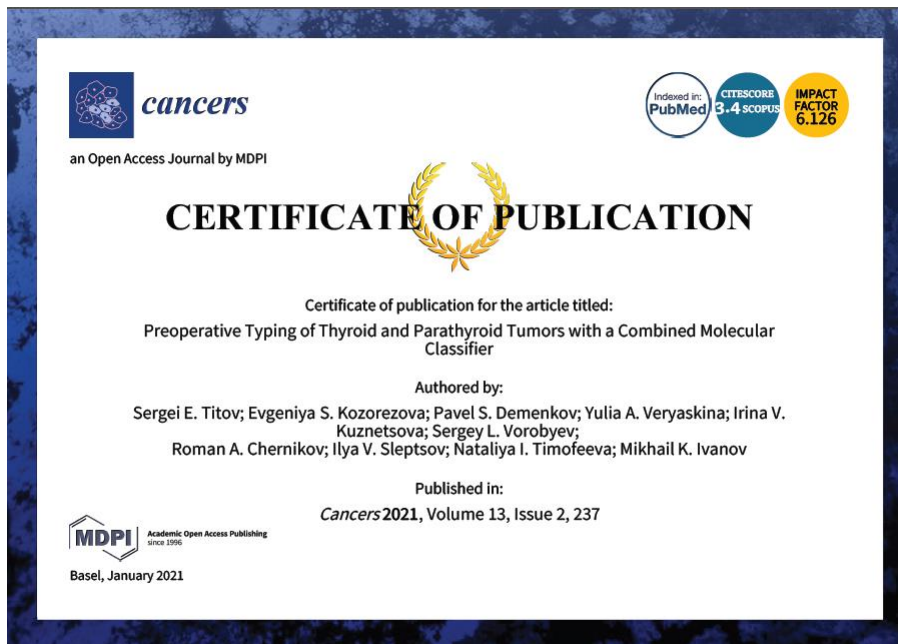 cancers
Indexed in:
PubMed
CITESCORE
3.4 SCOPUS
IMPACT
FACTOR
6.126
an Open Access Journal by MDPI
CERTIFICATE OF PUBLICATION
Certificate of publication for the article titled:
Preoperative Typing of Thyroid and Parathyroid Tumors with a Combined Molecular
Classifier
Authored by:
Sergei E. Titov; Evgeniya S. Kozorezova; Pavel S. Demenkov; Yulia A. Veryaskina; Irina V.
Kuznetsova; Sergey L. Vorobyev;
Roman A. Chernikov; Ilya V. Sleptsov; Nataliya I. Timofeeva; Mikhail K. Ivanov
Published in:
Cancers 2021, Volume 13, Issue 2, 237
MDPI
Academic Open Access Publishing
since 1996
Basel, January 2021